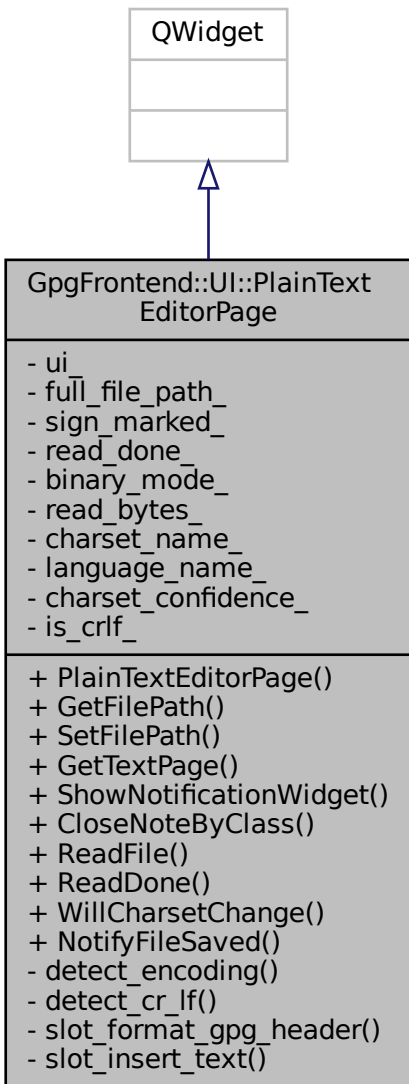 QWidget
GpgFrontend::UI::PlainText
EditorPage
- ui_
- full_file_path_
- sign_marked_
- read_done_
- binary_mode_
- read_bytes_
- charset_name_
- language_name_
- charset_confidence_
- is_crlf_
+ PlainTextEditorPage()
+ GetFilePath()
+ SetFilePath()
+ GetTextPage()
+ ShowNotificationWidget()
+ CloseNoteByClass()
+ ReadFile()
+ ReadDone()
+ WillCharsetChange()
+ NotifyFileSaved()
- detect_encoding()
- detect_cr_lf()
- slot_format_gpg_header()
- slot_insert_text()